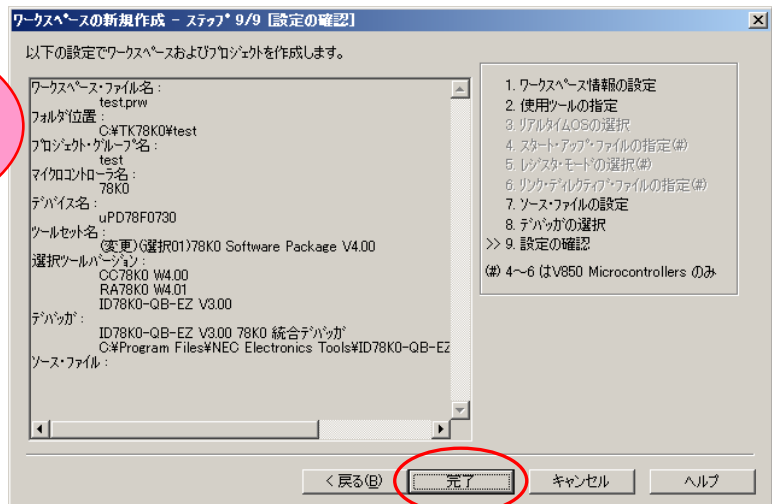 ワークスペースの新規作成 - ステップ 9/9 [設定の確認]
以下の設定でワークスペースおよびプロジェクトを作成します。
ワークスペース・ファイル名 :
test.prw
フォルダ位置 :
C:¥TK78K0¥test
プロジェクト・グループ名 :
test
マイクロコントローラ名 :
78K0
デバイス名 :
uPD78F0730
ツールセット名 :
(変更)(選択01)78K0 Software Package V4.00
選択ツールバージョン :
CC78K0 W4.00
RA78K0 W4.01
ID78K0-QB-EZ V3.00
デバッガ :
ID78K0-QB-EZ V3.00 78K0 統合デバッガ
C:¥Program Files¥NEC Electronics Tools¥ID78K0-QB-EZ
ソース・ファイル :
1. ワークスペース情報の設定
2. 使用ツールの指定
3. リアルタイムOSの選択
4. スタート・アップ・ファイルの指定(#)
5. レジスタ・モードの選択(#)
6. リンク・ディレクティブ・ファイルの指定(#)
7. ソース・ファイルの設定
8. デバッガの選択
>> 9. 設定の確認
(#) 4～6 はV850 Microcontrollers のみ
< 戻る(B)
完了
キャンセル
ヘルプ